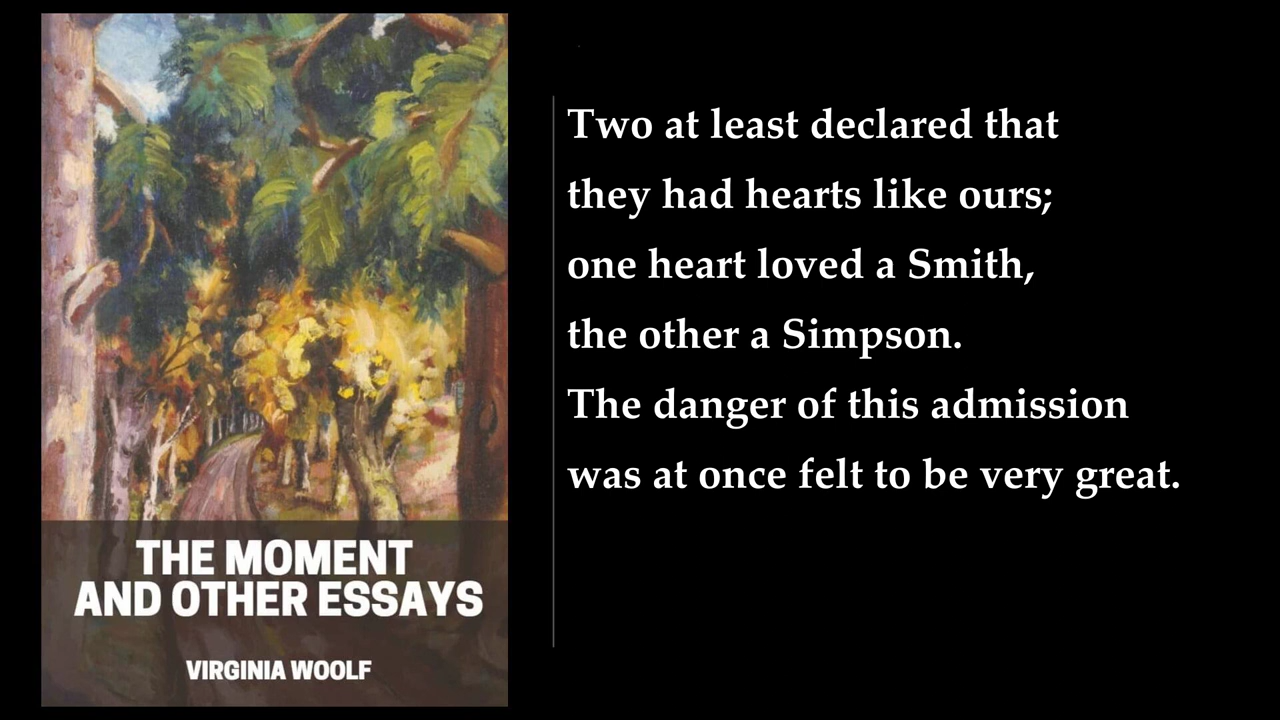 Two at least declared that
they had hearts like ours;
one heart loved a Smith,
the other a Simpson.
The danger of this admission
was at once felt to be very great.
THE MOMENT
AND OTHER ESSAYS
VIRGINIA WOOLF